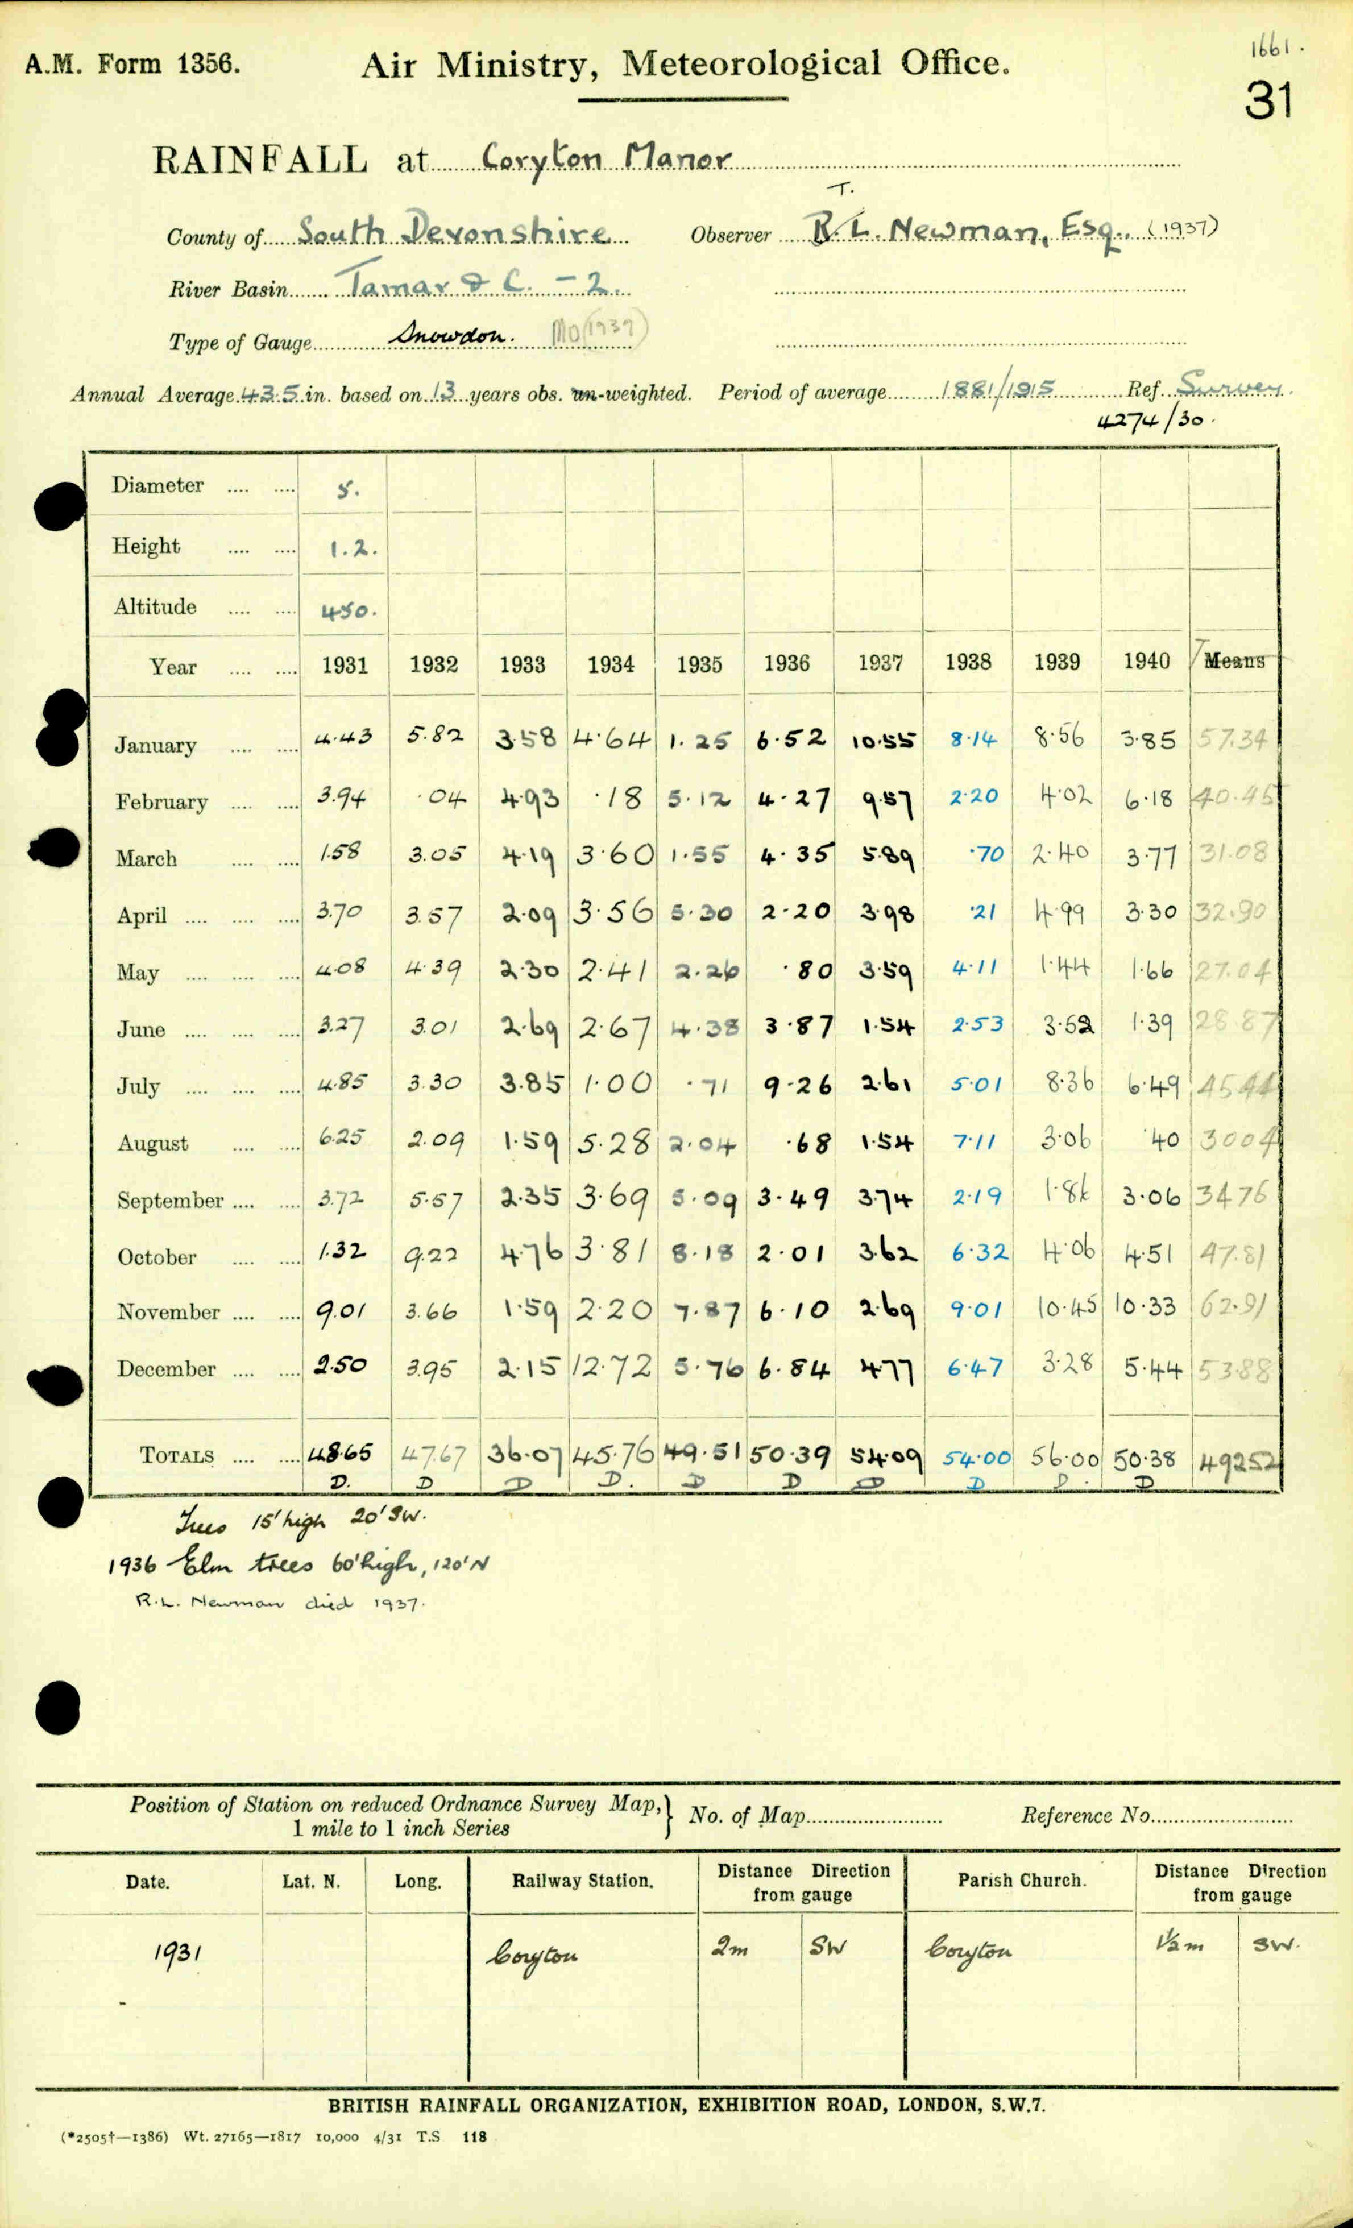 A.M. Form 1356.
Air Ministry, Meteorological Office.
1661.
31
RAINFALL at Coryton Manor
T.
County of South Devonshire Observer R.L. Newman, Esq., (1937)
River Basin Tamar & C. - 2.
Type of Gauge Snowdon. MO (1937)
Annual Average 43.5 in. based on 13 years obs. un-weighted. Period of average 1881/1915 Ref. Survey.
4274/30.
Diameter 5.
Height 1.2.
Altitude 450.
Year 1931 1932 1933 1934 1935 1936 1937 1938 1939 1940 T Means
January 4.43 5.82 3.58 4.64 1.25 6.52 10.55 8.14 8.56 3.85 57.34
February 3.94 .04 4.93 .18 5.12 4.27 9.57 2.20 4.02 6.18 40.45
March 1.58 3.05 4.19 3.60 1.55 4.35 5.89 .70 2.40 3.77 31.08
April 3.70 3.57 2.09 3.56 5.30 2.20 3.98 .21 4.99 3.30 32.90
May 4.08 4.39 2.30 2.41 2.26 .80 3.59 4.11 1.44 1.66 27.04
June 3.27 3.01 2.69 2.67 4.38 3.87 1.54 2.53 3.52 1.39 28.87
July 4.85 3.30 3.85 1.00 .71 9.26 2.61 5.01 8.36 6.49 45.44
August 6.25 2.09 1.59 5.28 2.04 .68 1.54 7.11 3.06 .40 30.04
September 3.72 5.57 2.35 3.69 5.09 3.49 3.74 2.19 1.86 3.06 34.76
October 1.32 9.22 4.76 3.81 8.18 2.01 3.62 6.32 4.06 4.51 47.81
November 9.01 3.66 1.59 2.20 7.87 6.10 2.69 9.01 10.45 10.33 62.91
December 2.50 3.95 2.15 12.72 5.76 6.84 4.77 6.47 3.28 5.44 53.88
TOTALS 48.65 47.67 36.07 45.76 49.51 50.39 54.09 54.00 56.00 50.38 492.52
D. D D D. D D D D D. D
Trees 15' high 20' SW.
1936 Elm trees 60' high, 120' N
R.L. Newman died 1937.
Position of Station on reduced Ordnance Survey Map,} No. of Map Reference No.
1 mile to 1 inch Series
Date. Lat. N. Long. Railway Station. Distance Direction from gauge Parish Church. Distance Direction from gauge
1931 Coryton 2m SW Coryton 1/2 m SW.
BRITISH RAINFALL ORGANIZATION, EXHIBITION ROAD, LONDON, S.W.7.
(*2505†—1386) Wt. 27165—1817 10,000 4/31 T.S 118